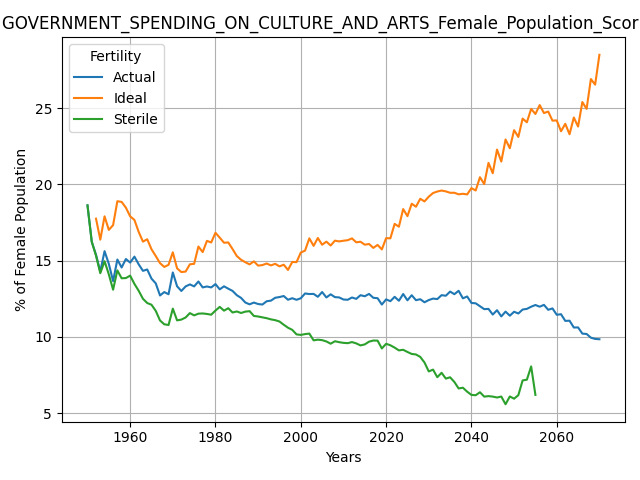 GOVERNMENT_SPENDING_ON_CULTURE_AND_ARTS_Female_Population_Scor
Fertility
Actual
Ideal
Sterile
% of Female Population
25
20
15
10
5
1960 1980 2000 2020 2040 2060
Years